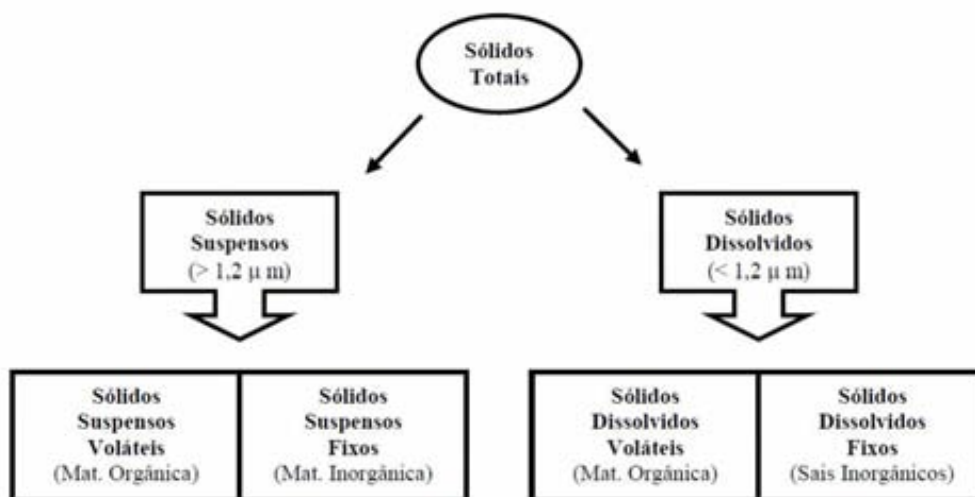 Sólidos
Totais
Sólidos
Suspensos
(> 1,2 μ m)
Sólidos
Dissolvidos
(< 1,2 μ m)
Sólidos
Suspensos
Voláteis
(Mat. Orgânica)
Sólidos
Suspensos
Fixos
(Mat. Inorgânica)
Sólidos
Dissolvidos
Voláteis
(Mat. Orgânica)
Sólidos
Dissolvidos
Fixos
(Sais Inorgânicos)